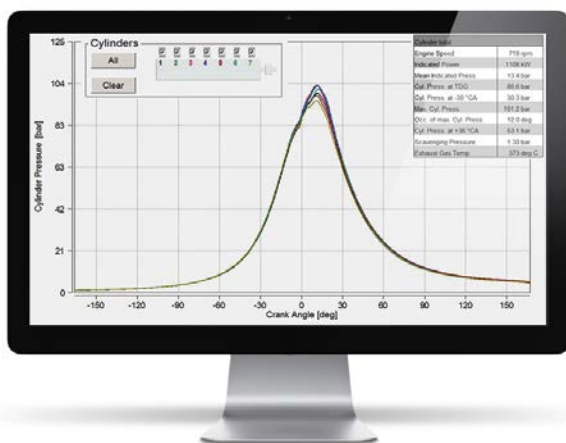 125
104
83
63
42
21
0
Cylinder Pressure [bar]
Cylinders
All
Clear
1 2 3 4 5 6 7
Engine Speed 719 rpm
Indicated Power 1108 kW
Mean Indicated Press. 13.4 bar
Cyl. Press. at TDC 86.6 bar
Cyl. Press. at -30 °CA 30.3 bar
Max. Cyl. Press. 101.2 bar
Occ. of max. Cyl. Press. 12.0 deg
Cyl. Press. at +36 °CA 53.1 bar
Scavenging Pressure 1.30 bar
Exhaust Gas Temp 373 deg C
-150 -120 -90 -60 -30 0 30 60 90 120 150
Crank Angle [deg]